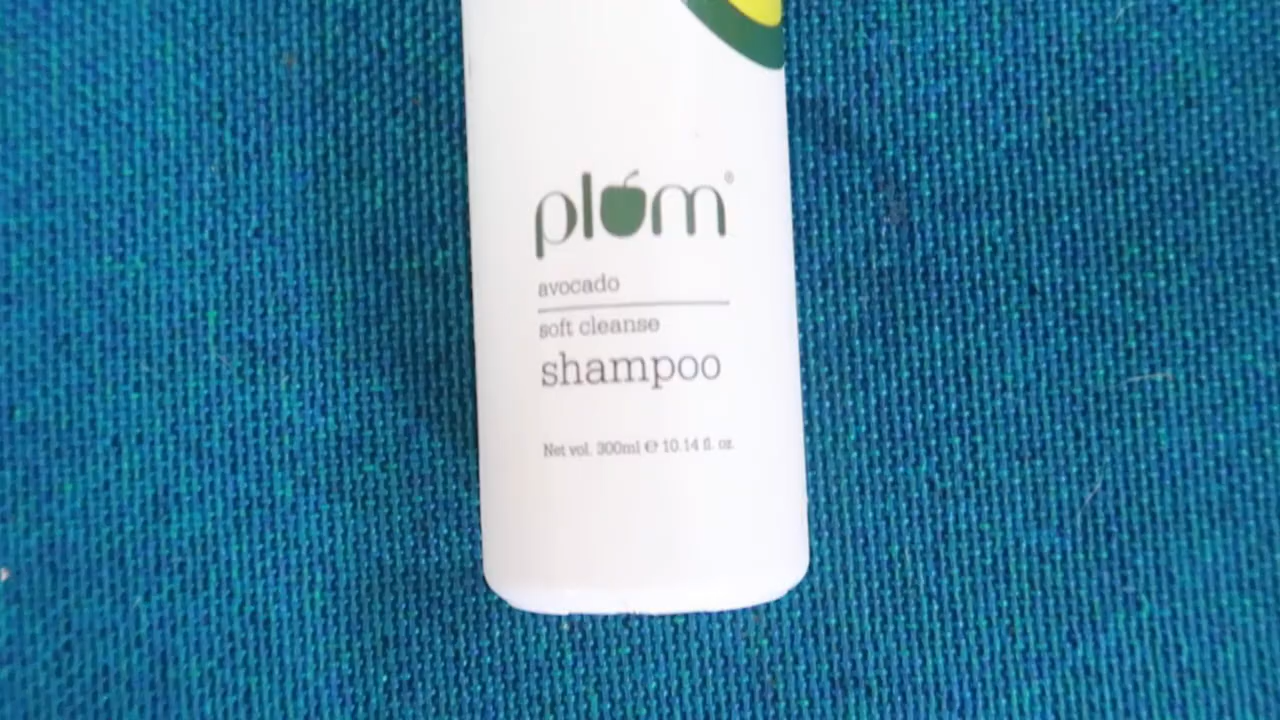 plum®
avocado
soft cleanse
shampoo
Net vol. 300ml ℮ 10.14 fl. oz.